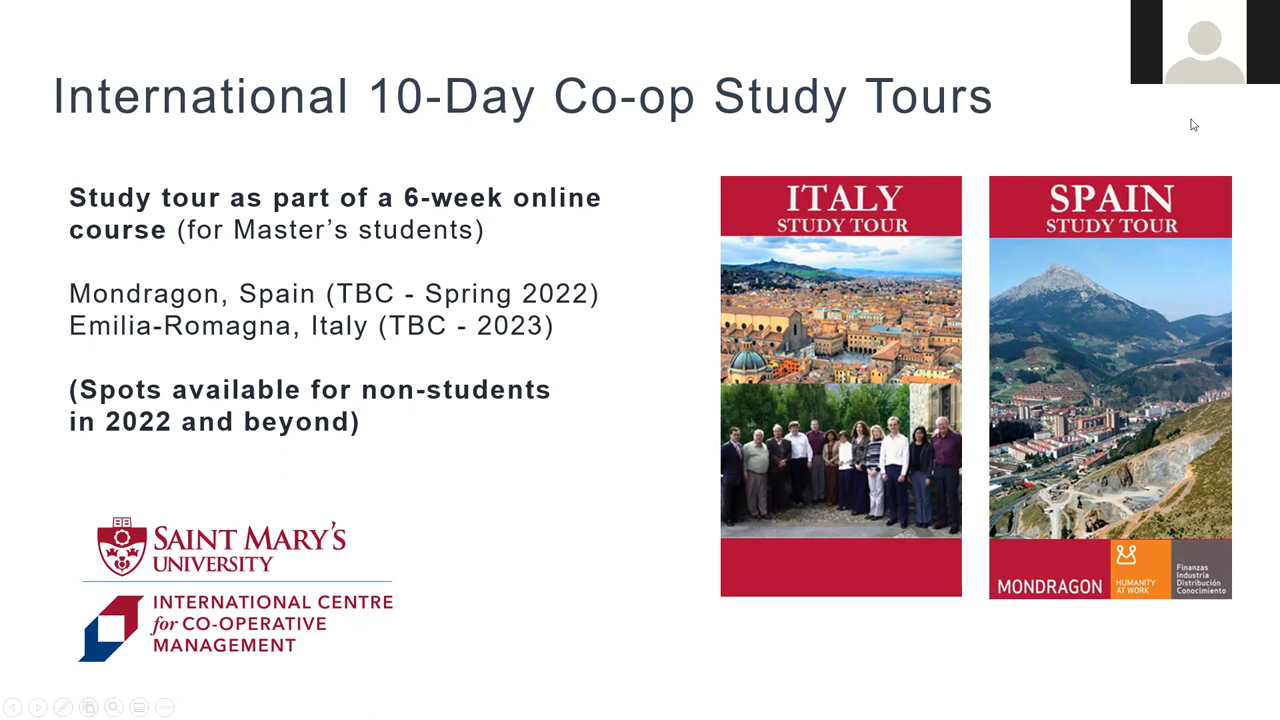 International 10-Day Co-op Study Tours
Study tour as part of a 6-week online
course (for Master's students)
Mondragon, Spain (TBC - Spring 2022)
Emilia-Romagna, Italy (TBC - 2023)
(Spots available for non-students
in 2022 and beyond)
SAINT MARY'S
UNIVERSITY
INTERNATIONAL CENTRE
for CO-OPERATIVE
MANAGEMENT
ITALY
STUDY TOUR
SPAIN
STUDY TOUR
MONDRAGON
HUMANITY
AT WORK
Finanzas
Industria
Distribución
Conocimiento